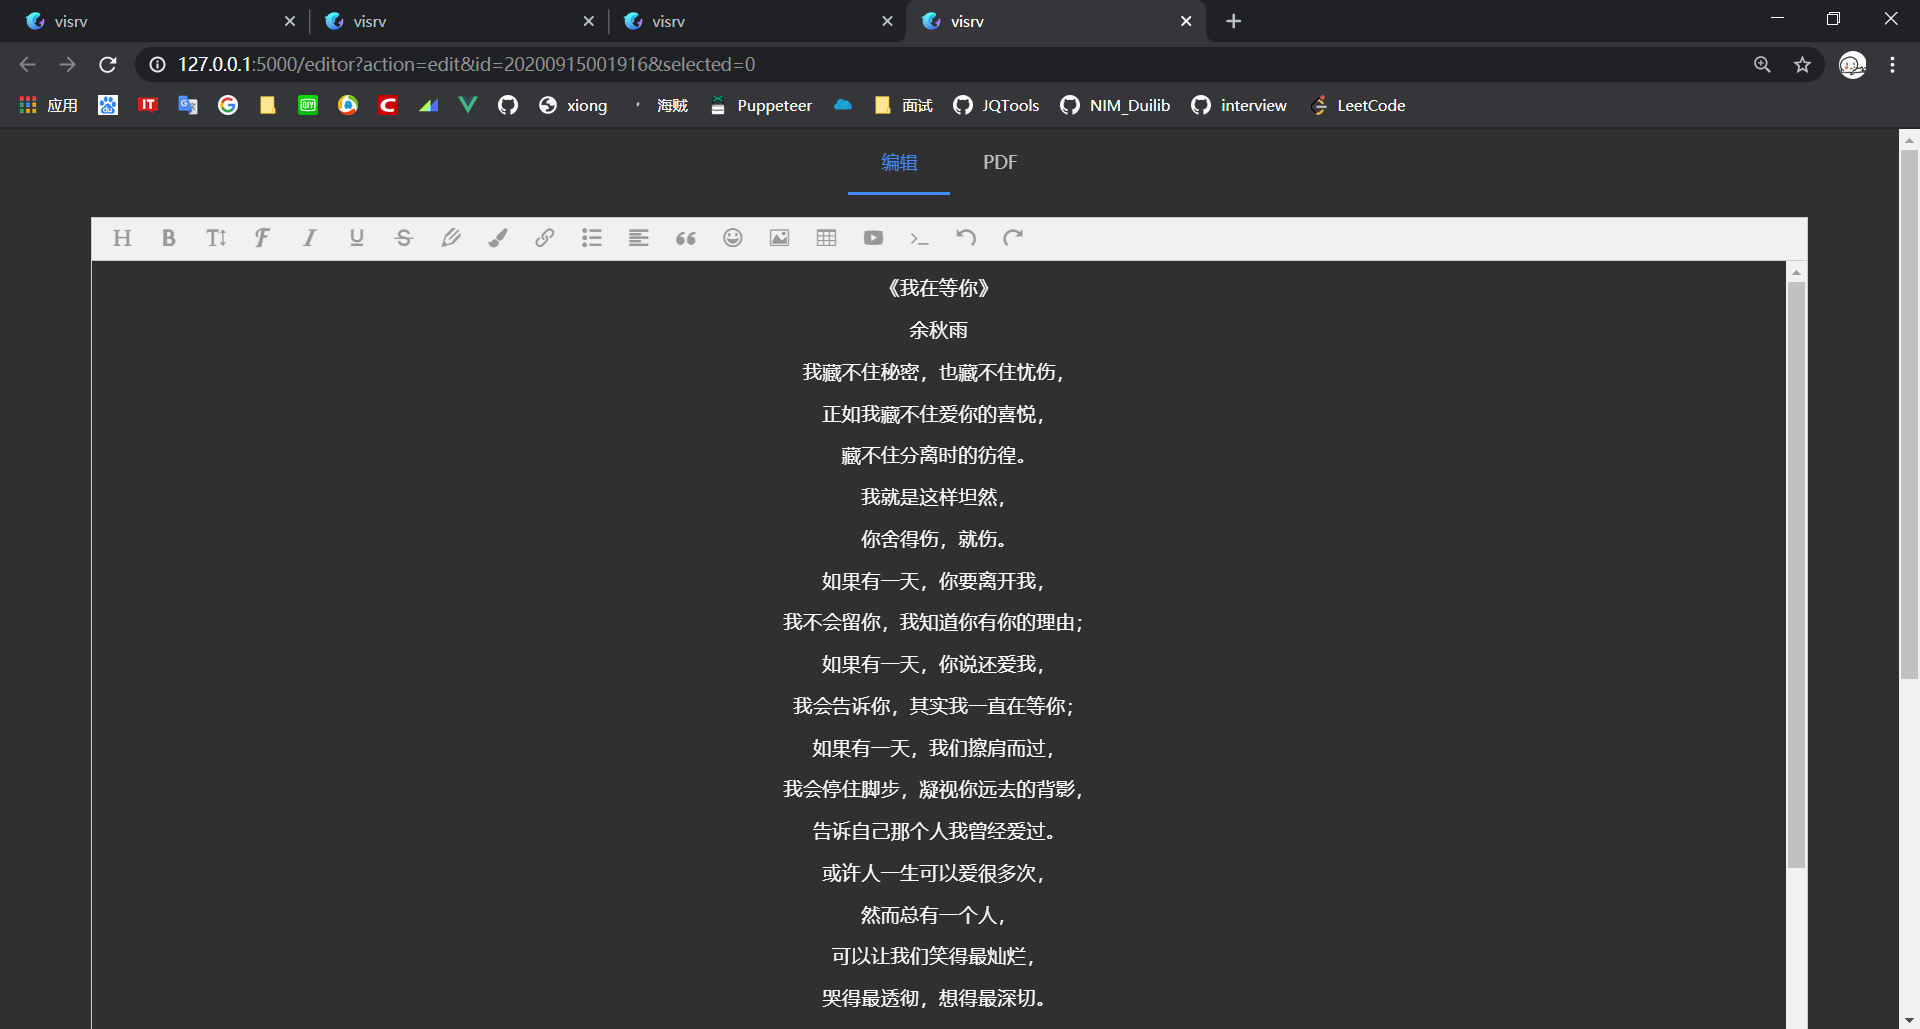 visrv
visrv
visrv
visrv
127.0.0.1:5000/editor?action=edit&id=20200915001916&selected=0
应用 IT DIY C xiong 海贼 Puppeteer 面试 JQTools NIM_Duilib interview LeetCode
编辑 PDF
《我在等你》
余秋雨
我藏不住秘密，也藏不住忧伤，
正如我藏不住爱你的喜悦，
藏不住分离时的彷徨。
我就是这样坦然，
你舍得伤，就伤。
如果有一天，你要离开我，
我不会留你，我知道你有你的理由；
如果有一天，你说还爱我，
我会告诉你，其实我一直在等你；
如果有一天，我们擦肩而过，
我会停住脚步，凝视你远去的背影，
告诉自己那个人我曾经爱过。
或许人一生可以爱很多次，
然而总有一个人，
可以让我们笑得最灿烂，
哭得最透彻，想得最深切。